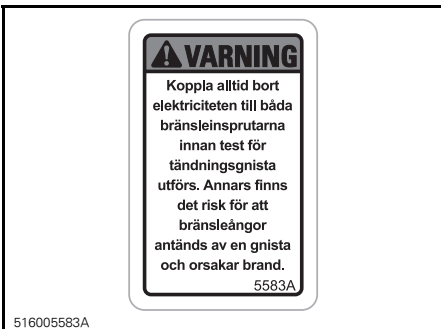 VARNING
Koppla alltid bort
elektriciteten till båda
bränsleinsprutarna
innan test för
tändningsgnista
utförs. Annars finns
det risk för att
bränsleångor
antänds av en gnista
och orsakar brand.
5583A
516005583A